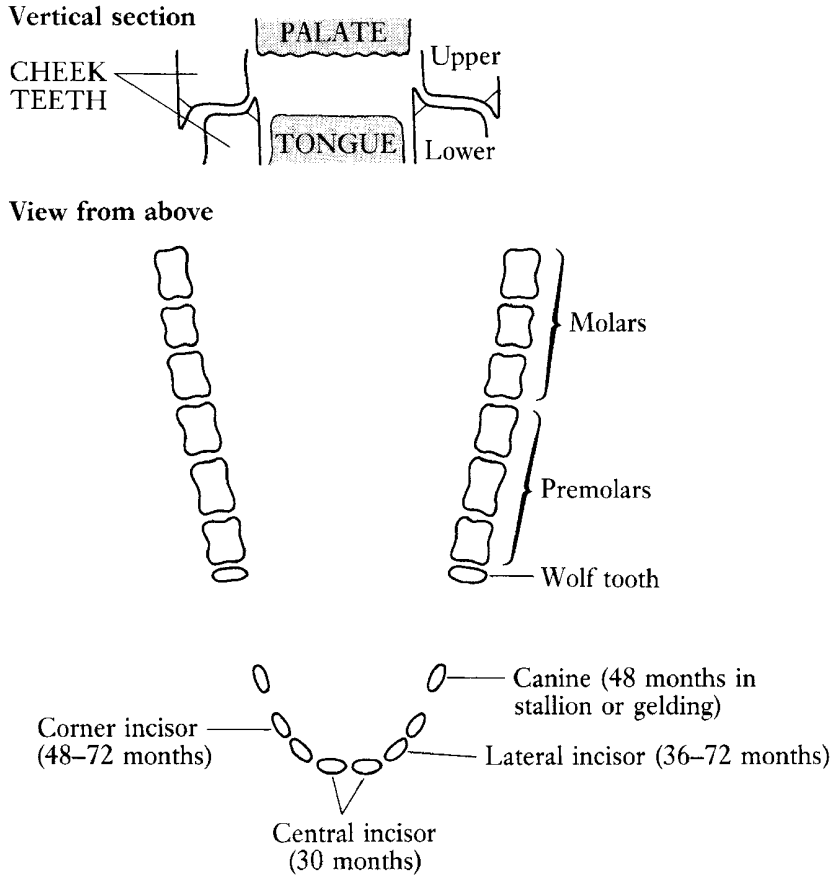 Vertical section
PALATE
Upper
CHEEK
TEETH
TONGUE
Lower
View from above
Molars
Premolars
Wolf tooth
Canine (48 months in
stallion or gelding)
Corner incisor
(48–72 months)
Lateral incisor (36–72 months)
Central incisor
(30 months)